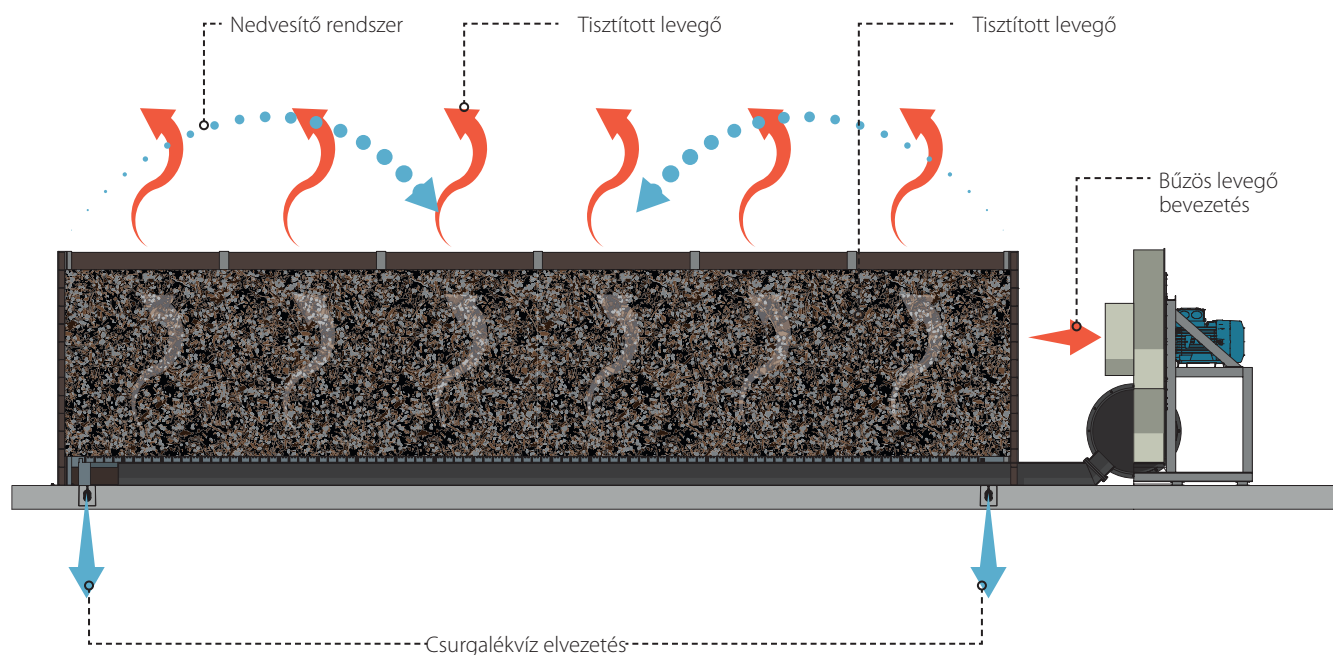 Nedvesítő rendszer
Tisztított levegő
Tisztított levegő
Bűzös levegő
bevezetés
Csurgalékvíz elvezetés